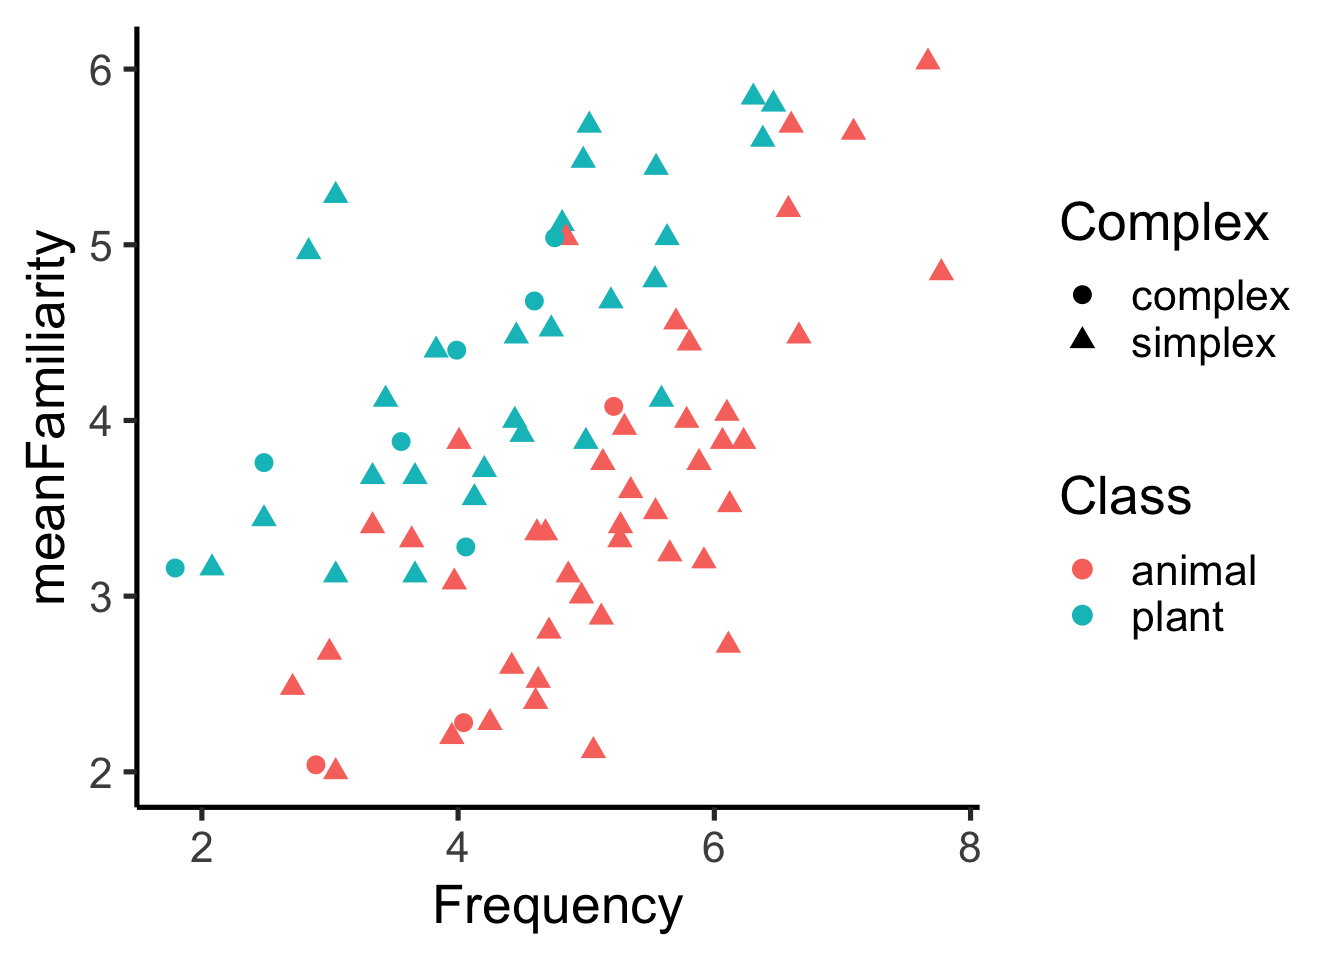 6
5
4
3
2
meanFamiliarity
2 4 6 8
Frequency
Complex
complex
simplex
Class
animal
plant